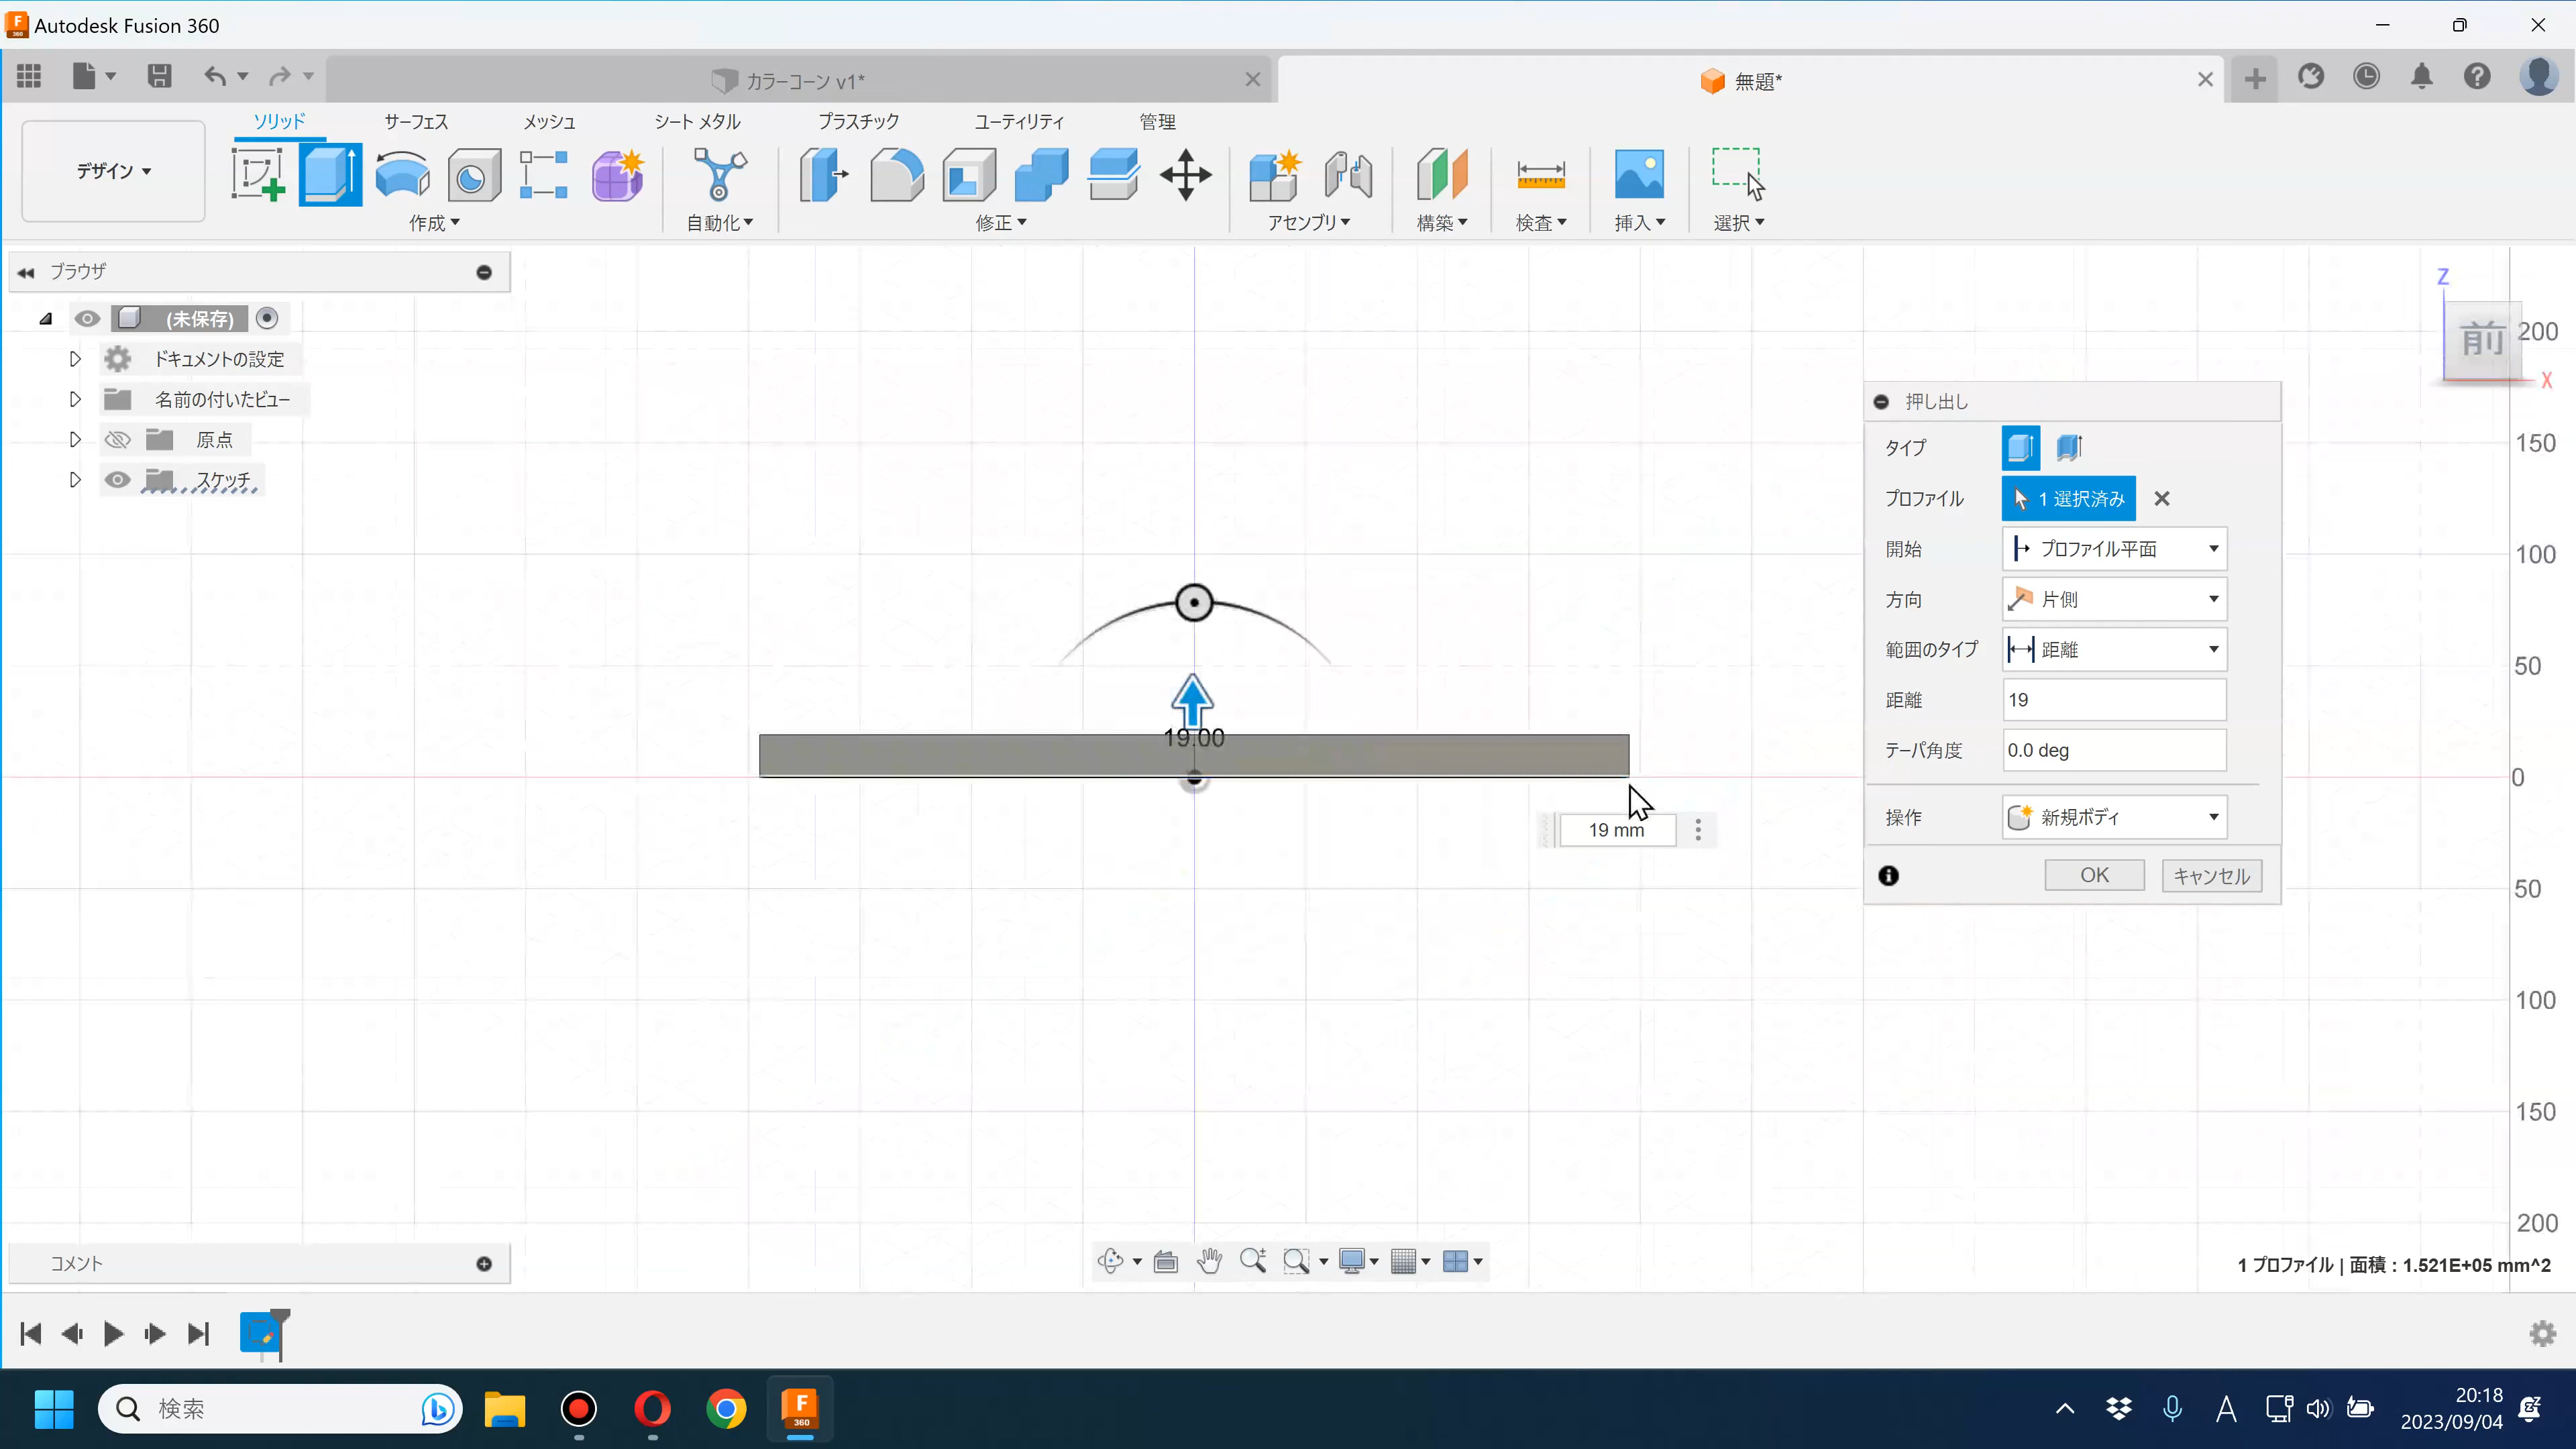 Autodesk Fusion 360
カラーコーン v1*
無題*
デザイン
ソリッド
サーフェス
メッシュ
シート メタル
プラスチック
ユーティリティ
管理
作成
自動化
修正
アセンブリ
構築
検査
挿入
選択
ブラウザ
(未保存)
ドキュメントの設定
名前の付いたビュー
原点
スケッチ
Z
前
X
200
150
100
50
0
50
100
150
200
19.00
19 mm
押し出し
タイプ
プロファイル
1 選択済み
開始
プロファイル平面
方向
片側
範囲のタイプ
距離
距離
19
テーパ角度
0.0 deg
操作
新規ボディ
OK
キャンセル
コメント
1 プロファイル | 面積 : 1.521E+05 mm^2
検索
F
360
A
20:18
2023/09/04